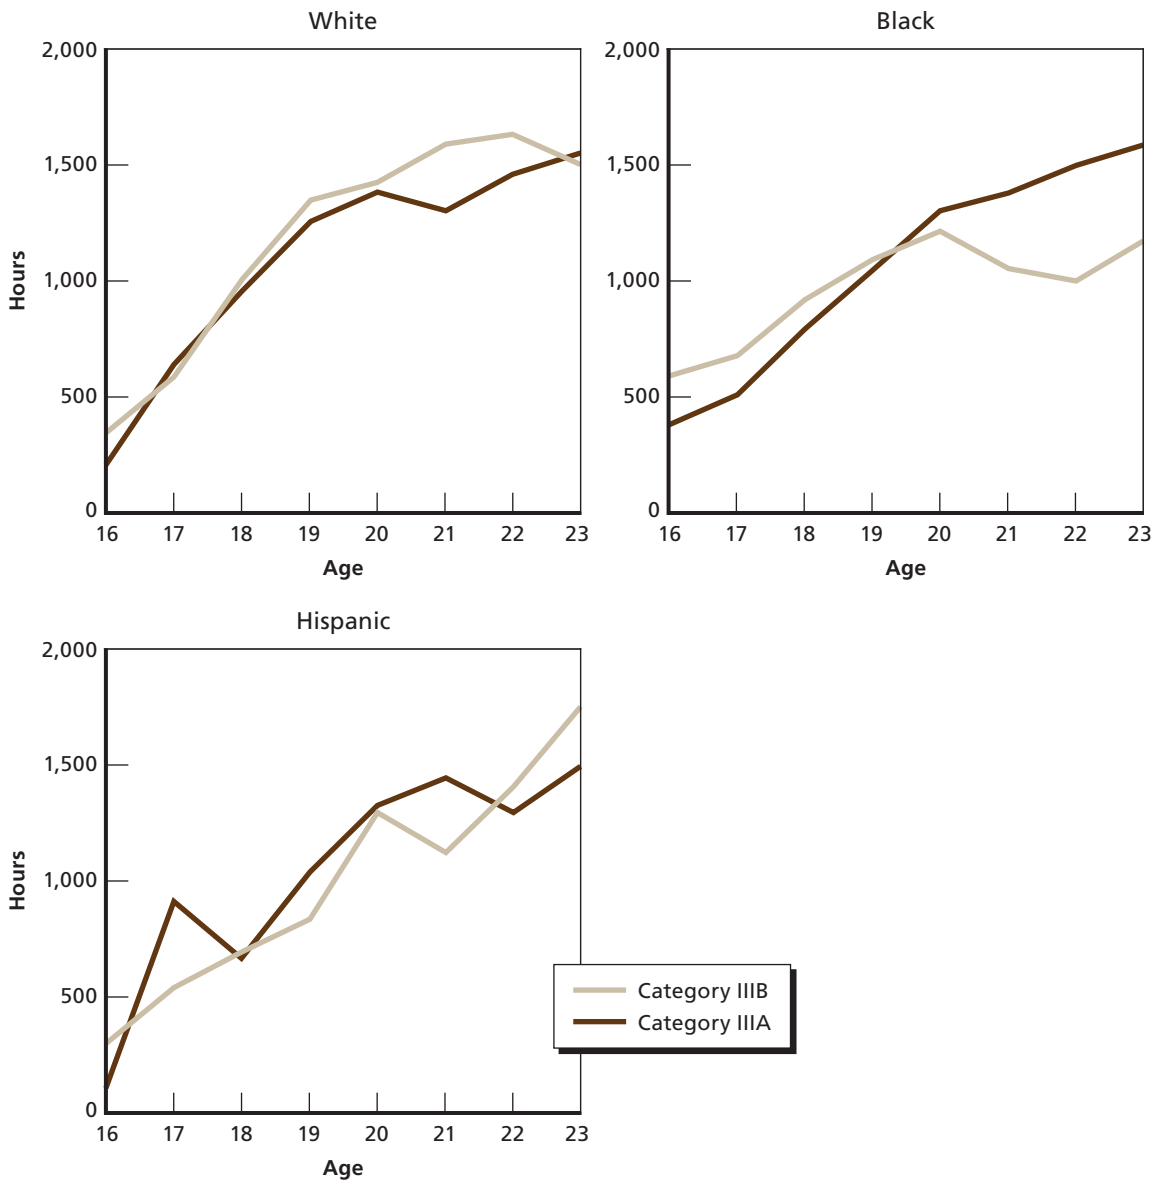 White
2,000
1,500
1,000
500
0
Hours
16 17 18 19 20 21 22 23
Age
Black
2,000
1,500
1,000
500
0
16 17 18 19 20 21 22 23
Age
Hispanic
2,000
1,500
1,000
500
0
Hours
16 17 18 19 20 21 22 23
Age
Category IIIB
Category IIIA